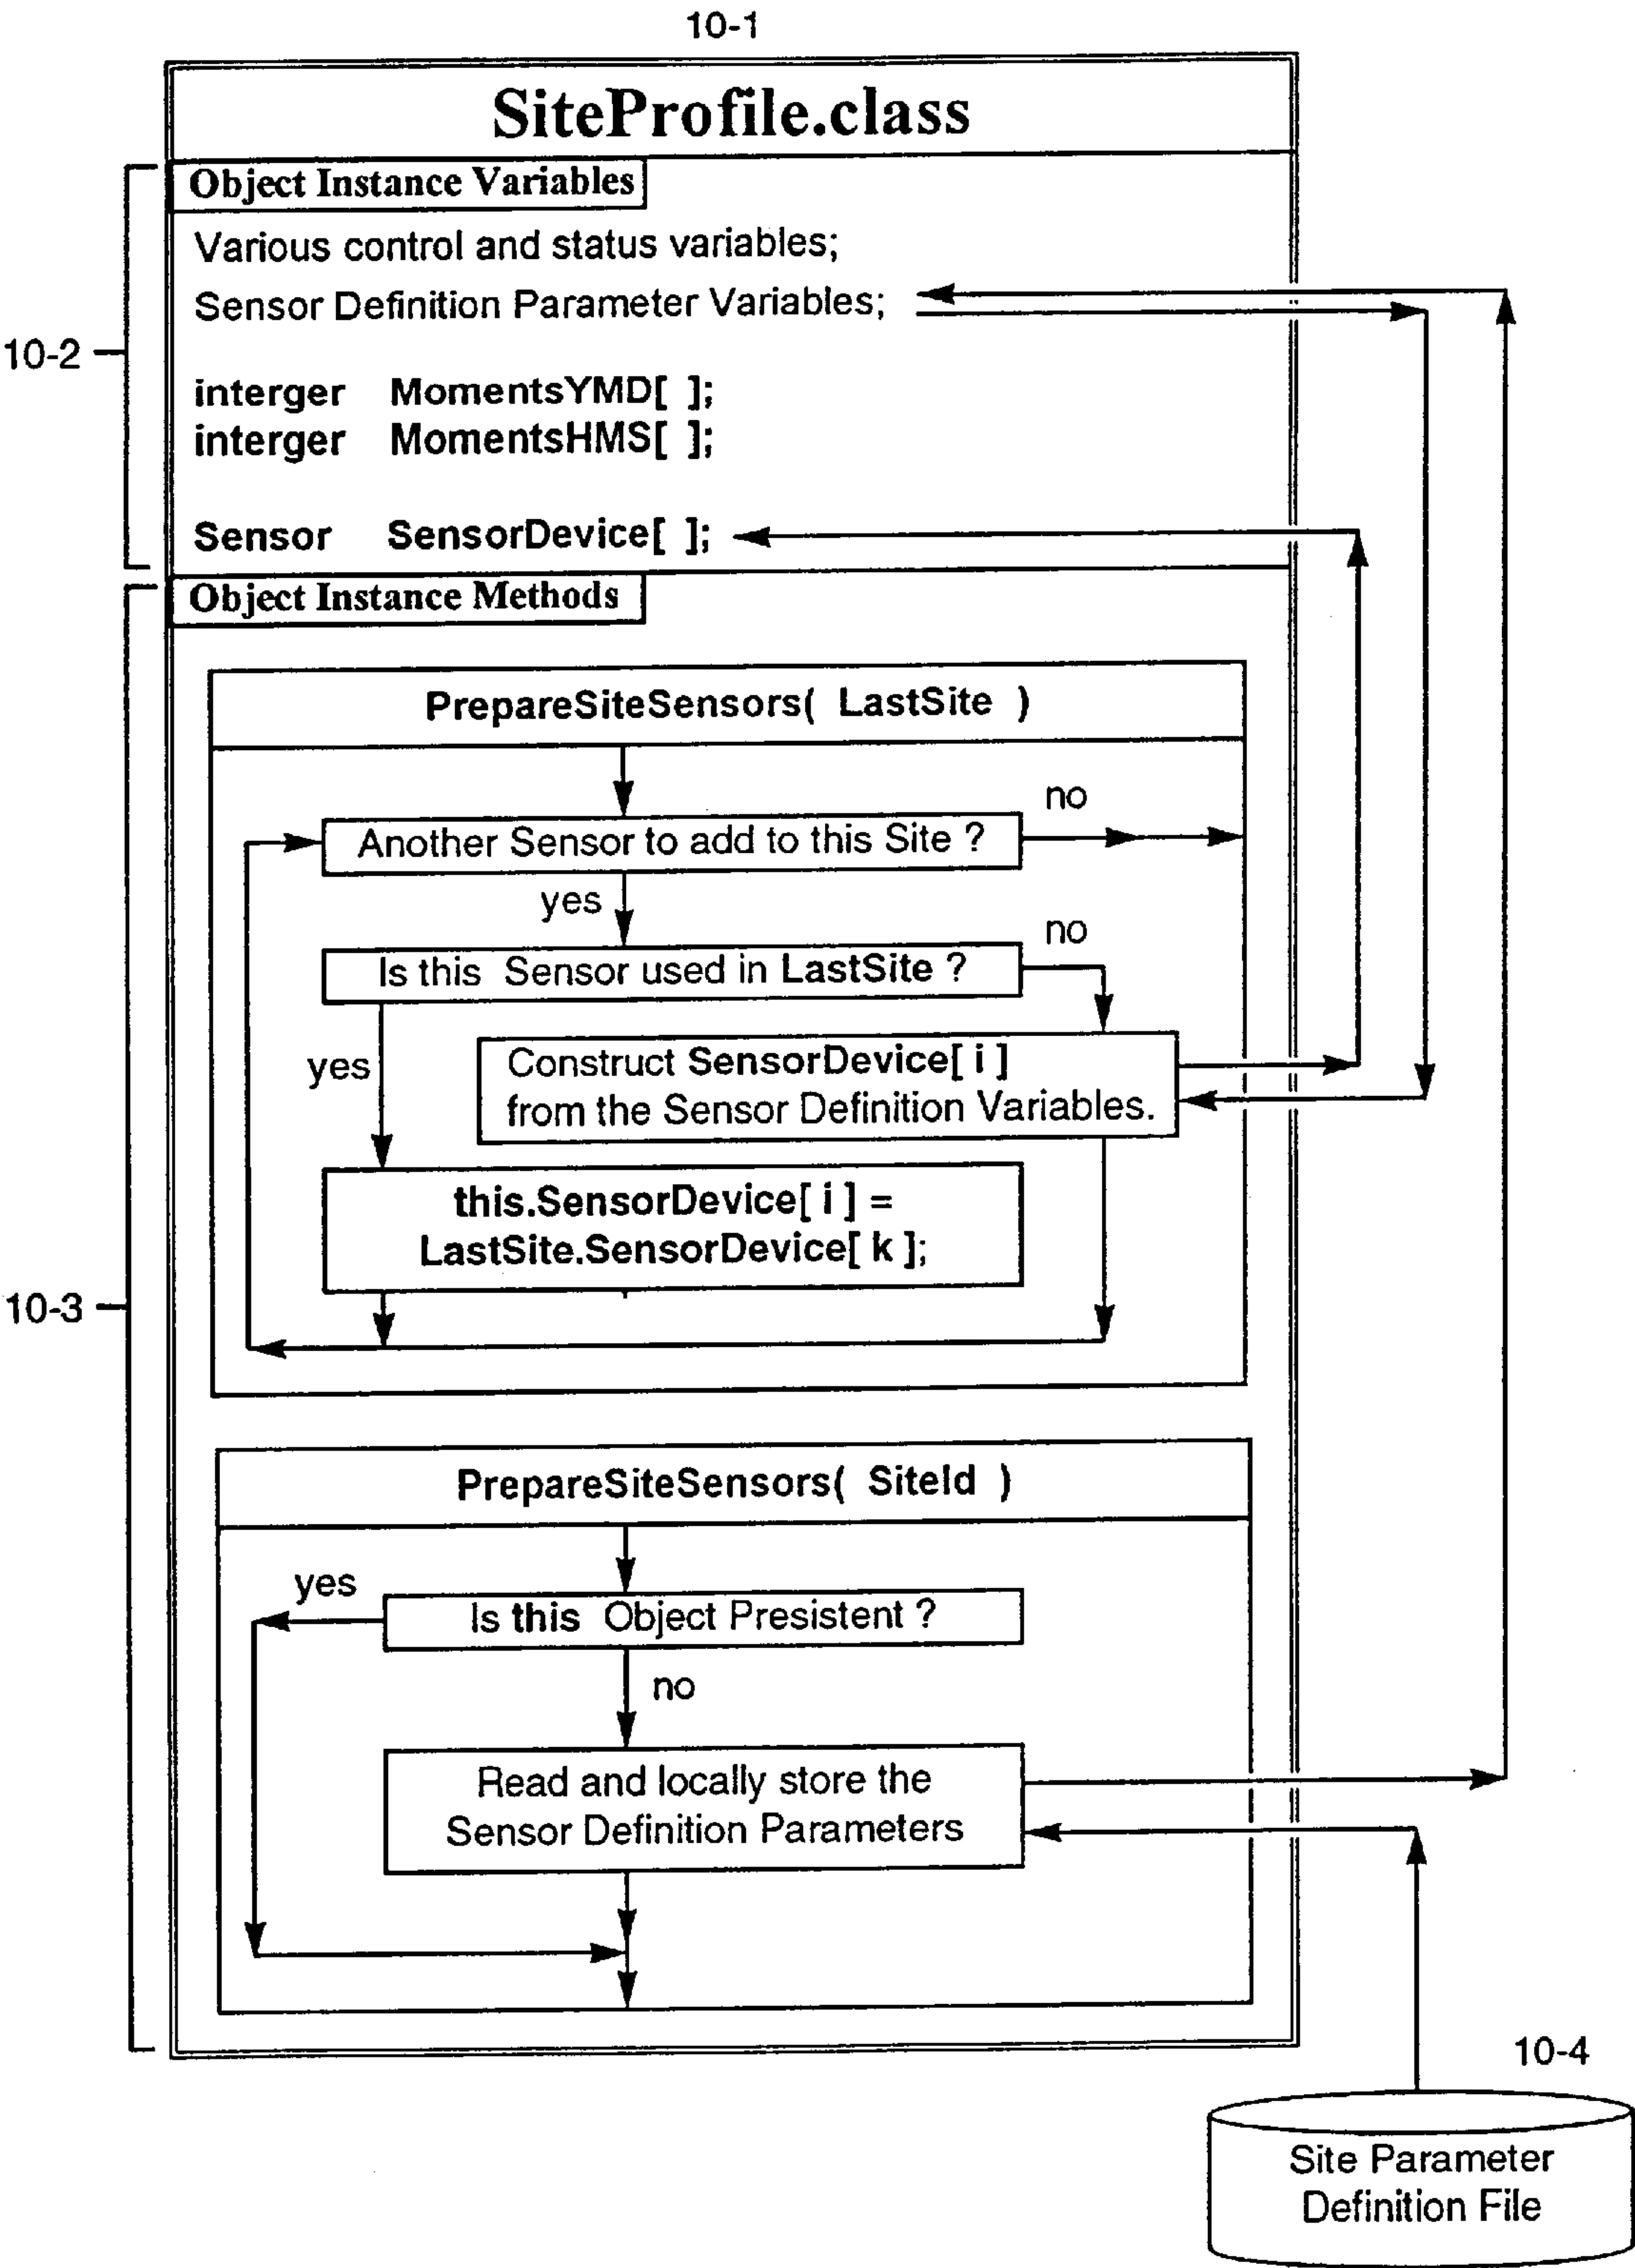 10-1
SiteProfile.class
Object Instance Variables
Various control and status variables;
Sensor Definition Parameter Variables;
10-2
interger MomentsYMD[ ];
interger MomentsHMS[ ];
Sensor SensorDevice[ ];
Object Instance Methods
PrepareSiteSensors( LastSite )
no
Another Sensor to add to this Site ?
yes
no
Is this Sensor used in LastSite ?
yes
Construct SensorDevice[ i ]
from the Sensor Definition Variables.
this.SensorDevice[ i ] =
LastSite.SensorDevice[ k ];
10-3
PrepareSiteSensors( SiteId )
yes
Is this Object Presistent ?
no
Read and locally store the
Sensor Definition Parameters
10-4
Site Parameter
Definition File